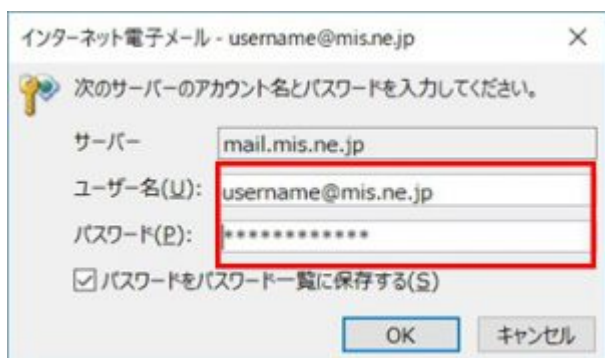 インターネット電子メール - username@mis.ne.jp
次のサーバーのアカウント名とパスワードを入力してください。
サーバー mail.mis.ne.jp
ユーザー名(U): username@mis.ne.jp
パスワード(P): ************
パスワードをパスワード一覧に保存する(S)
OK キャンセル